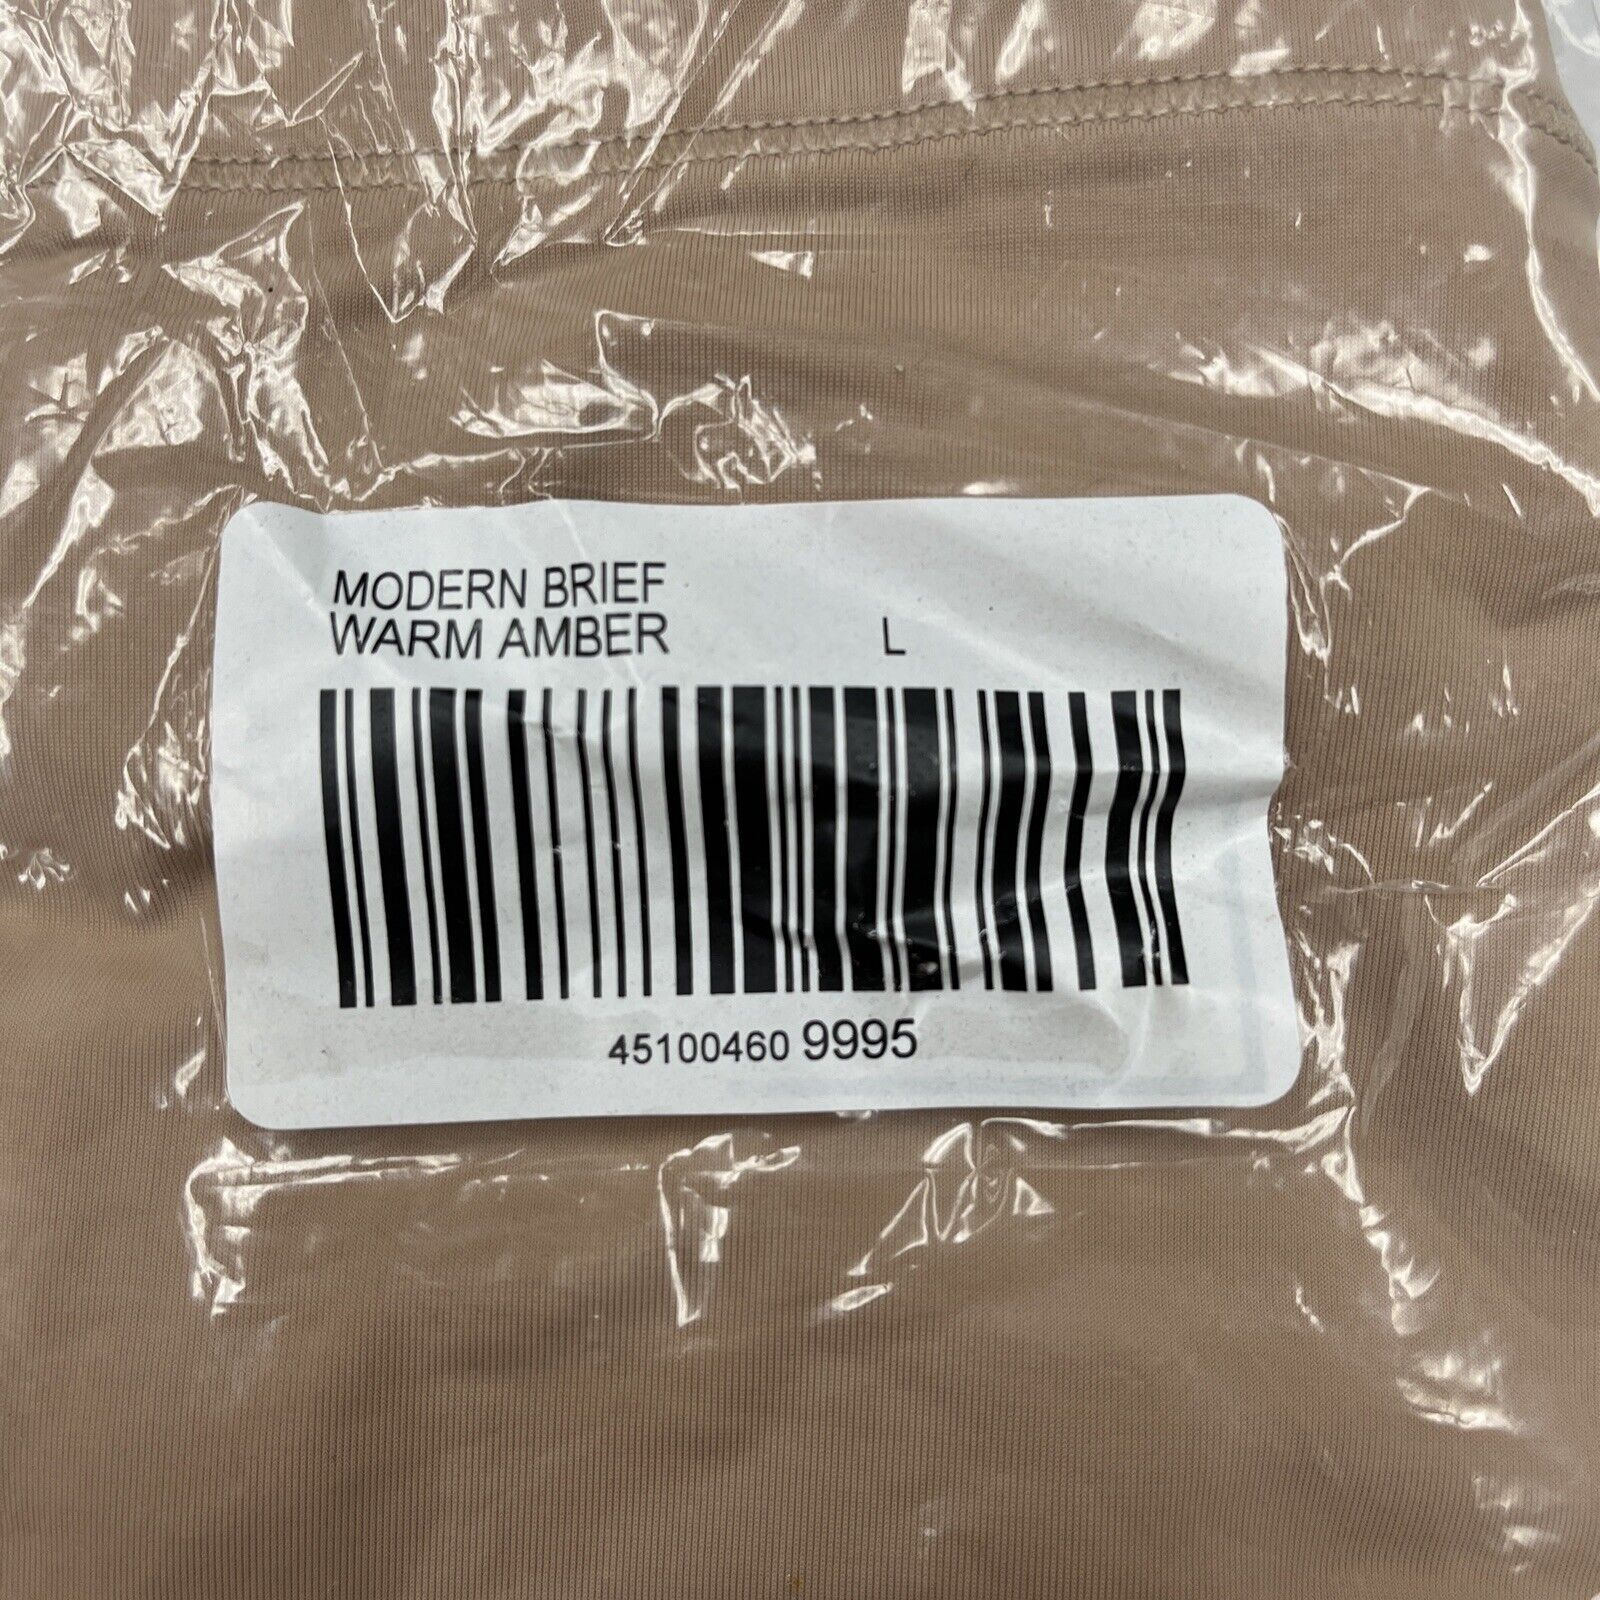 MODERN BRIEF
WARM AMBER L
45100460 9995